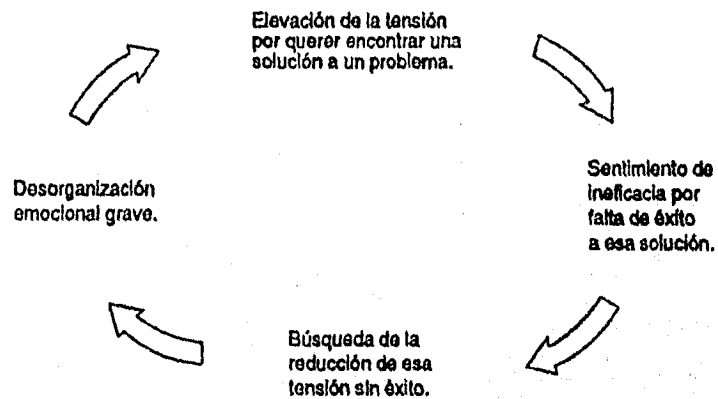 Elevación de la tensión
por querer encontrar una
solución a un problema.
Sentimiento de
ineficacia por
falta de éxito
a esa solución.
Búsqueda de la
reducción de esa
tensión sin éxito.
Desorganización
emocional grave.